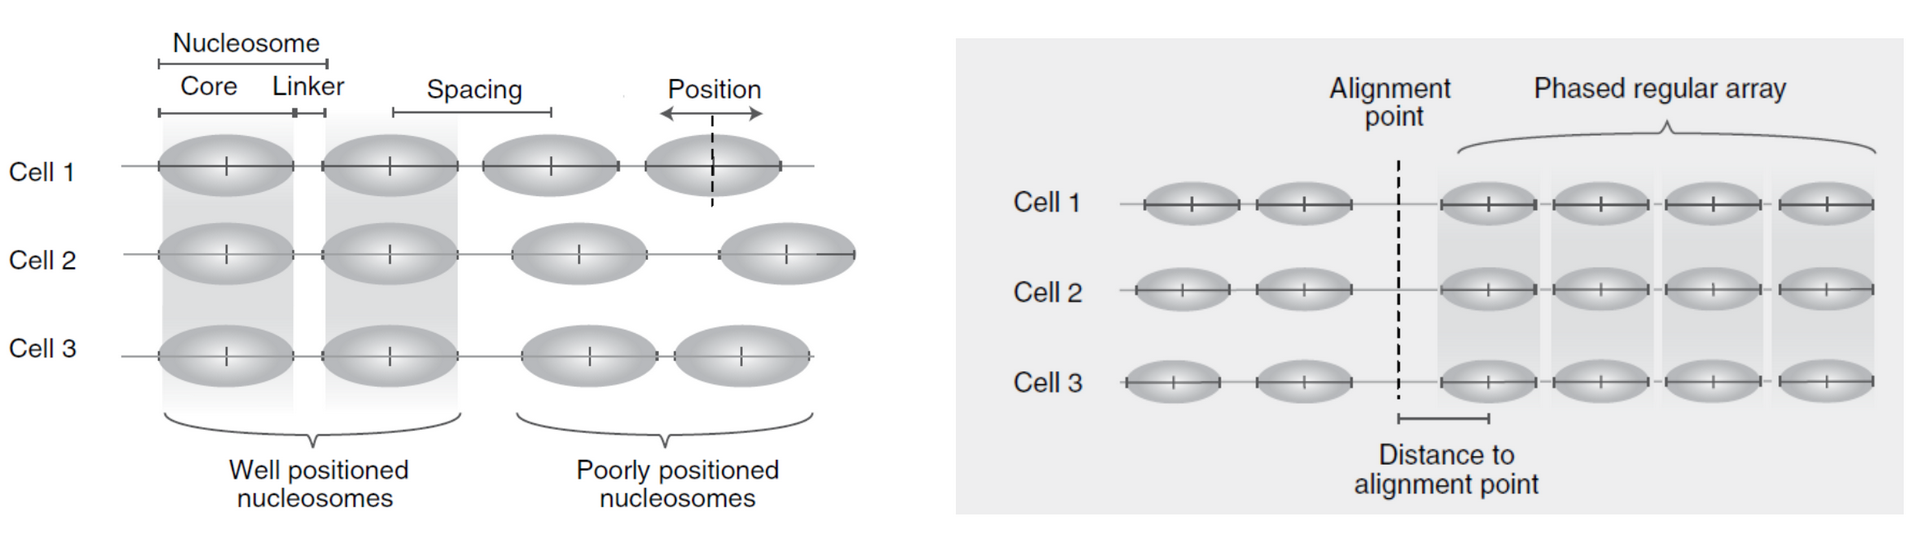 Nucleosome
Core
Linker
Spacing
Position
Cell 1
Cell 2
Cell 3
Well positioned
nucleosomes
Poorly positioned
nucleosomes
Alignment
point
Phased regular array
Cell 1
Cell 2
Cell 3
Distance to
alignment point